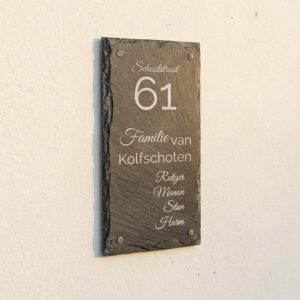 Schoolstraat
61
Familie van
Kolfschoten
Rutger
Manon
Stan
Harm